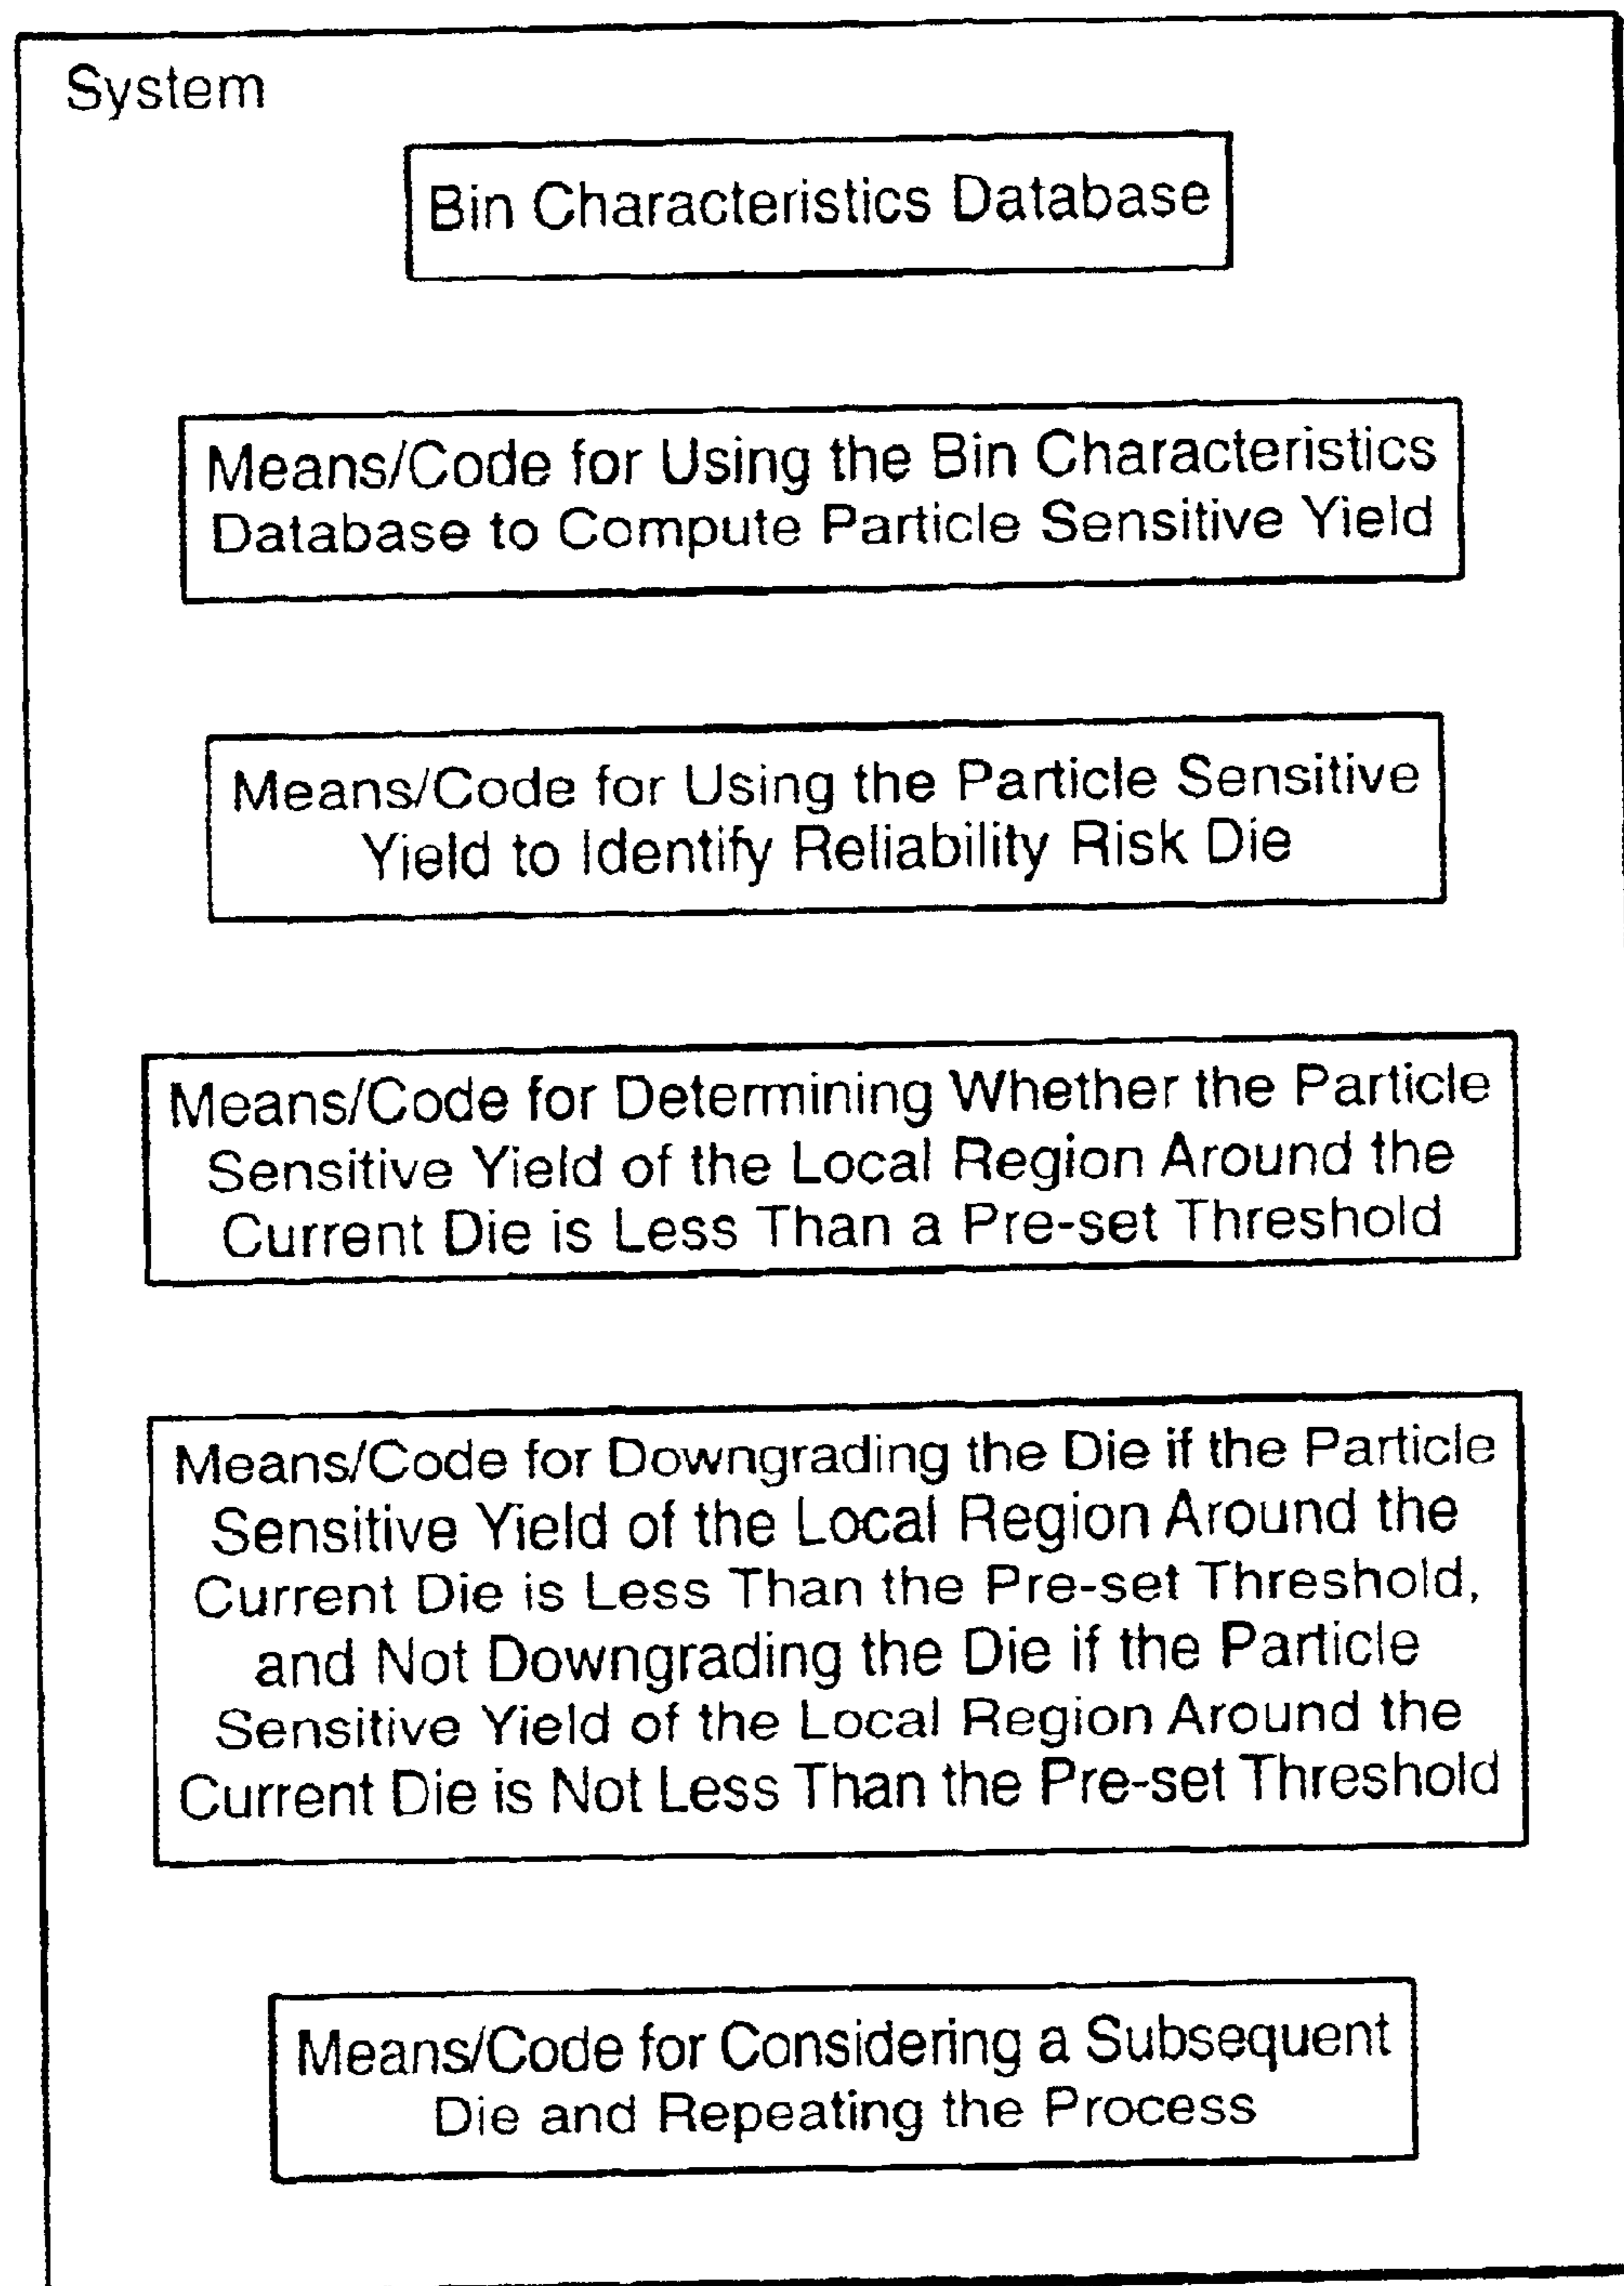 System
Bin Characteristics Database
Means/Code for Using the Bin Characteristics
Database to Compute Particle Sensitive Yield
Means/Code for Using the Particle Sensitive
Yield to Identify Reliability Risk Die
Means/Code for Determining Whether the Particle
Sensitive Yield of the Local Region Around the
Current Die is Less Than a Pre-set Threshold
Means/Code for Downgrading the Die if the Particle
Sensitive Yield of the Local Region Around the
Current Die is Less Than the Pre-set Threshold,
and Not Downgrading the Die if the Particle
Sensitive Yield of the Local Region Around the
Current Die is Not Less Than the Pre-set Threshold
Means/Code for Considering a Subsequent
Die and Repeating the Process